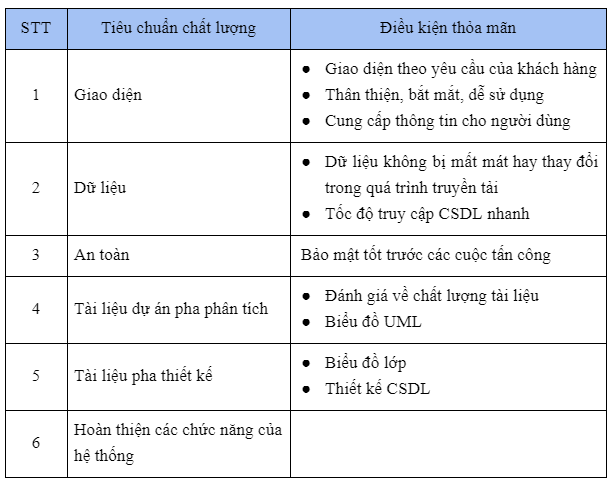 STT Tiêu chuẩn chất lượng Điều kiện thỏa mãn
1 Giao diện
● Giao diện theo yêu cầu của khách hàng
● Thân thiện, bắt mắt, dễ sử dụng
● Cung cấp thông tin cho người dùng
2 Dữ liệu
● Dữ liệu không bị mất mát hay thay đổi
trong quá trình truyền tải
● Tốc độ truy cập CSDL nhanh
3 An toàn Bảo mật tốt trước các cuộc tấn công
4 Tài liệu dự án pha phân tích
● Đánh giá về chất lượng tài liệu
● Biểu đồ UML
5 Tài liệu pha thiết kế
● Biểu đồ lớp
● Thiết kế CSDL
6 Hoàn thiện các chức năng của
hệ thống